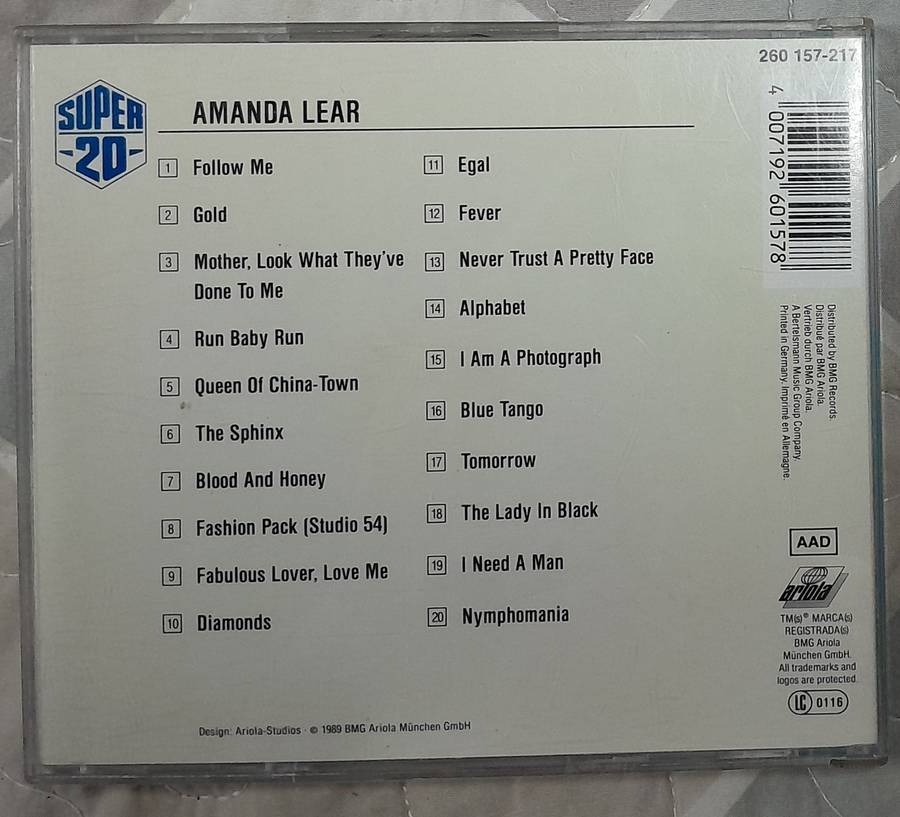 260 157-217
SUPER
-20-
AMANDA LEAR
1 Follow Me
2 Gold
3 Mother, Look What They've
Done To Me
4 Run Baby Run
5 Queen Of China-Town
6 The Sphinx
7 Blood And Honey
8 Fashion Pack (Studio 54)
9 Fabulous Lover, Love Me
10 Diamonds
11 Egal
12 Fever
13 Never Trust A Pretty Face
14 Alphabet
15 I Am A Photograph
16 Blue Tango
17 Tomorrow
18 The Lady In Black
19 I Need A Man
20 Nymphomania
4 007192 601578
Distributed by BMG Records.
Distribué par BMG Ariola.
Vertrieb durch BMG Ariola.
A Bertelsmann Music Group Company.
Printed in Germany. Imprimé en Allemagne.
AAD
ariola
TM(s)® MARCA(s)
REGISTRADA(s)
BMG Ariola
München GmbH.
All trademarks and
logos are protected.
LC 0116
Design: Ariola-Studios · © 1989 BMG Ariola München GmbH